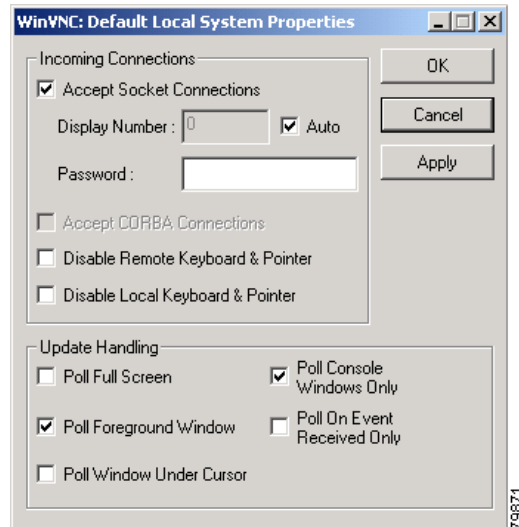 WinVNC: Default Local System Properties
Incoming Connections
Accept Socket Connections
Display Number : 0 Auto
Password :
Accept CORBA Connections
Disable Remote Keyboard & Pointer
Disable Local Keyboard & Pointer
OK
Cancel
Apply
Update Handling
Poll Full Screen
Poll Console
Windows Only
Poll Foreground Window
Poll On Event
Received Only
Poll Window Under Cursor
79871